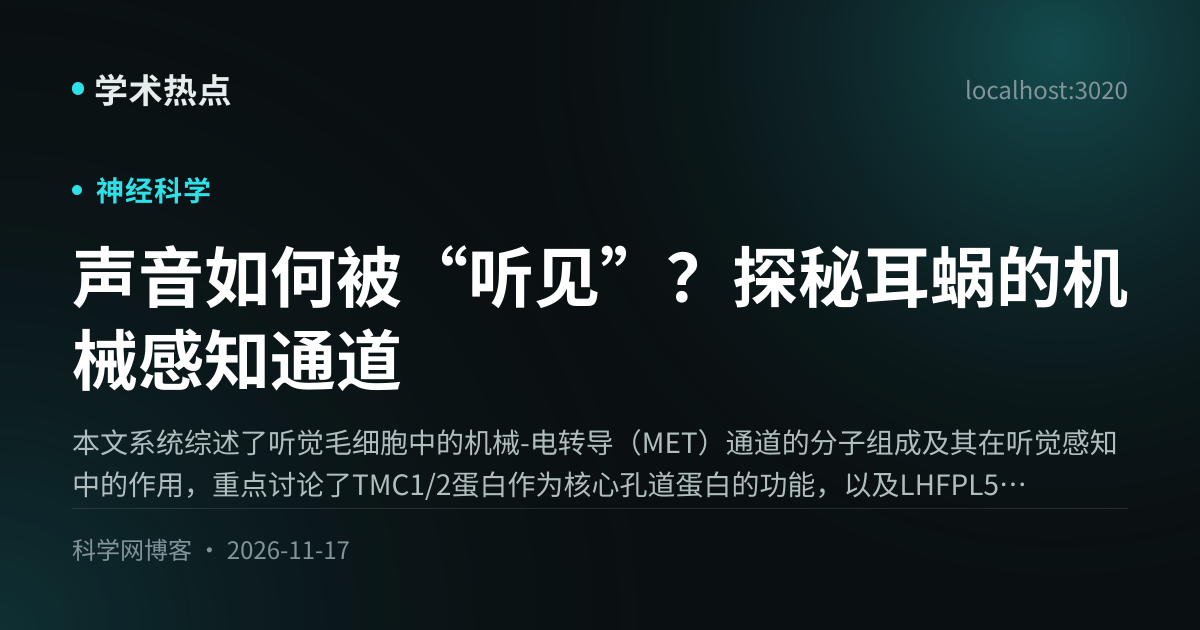 学术热点
localhost:3020
神经科学
声音如何被“听见”？探秘耳蜗的机
械感知通道
本文系统综述了听觉毛细胞中的机械-电转导（MET）通道的分子组成及其在听觉感知
中的作用，重点讨论了TMC1/2蛋白作为核心孔道蛋白的功能，以及LHFPL5…
科学网博客 • 2026-11-17